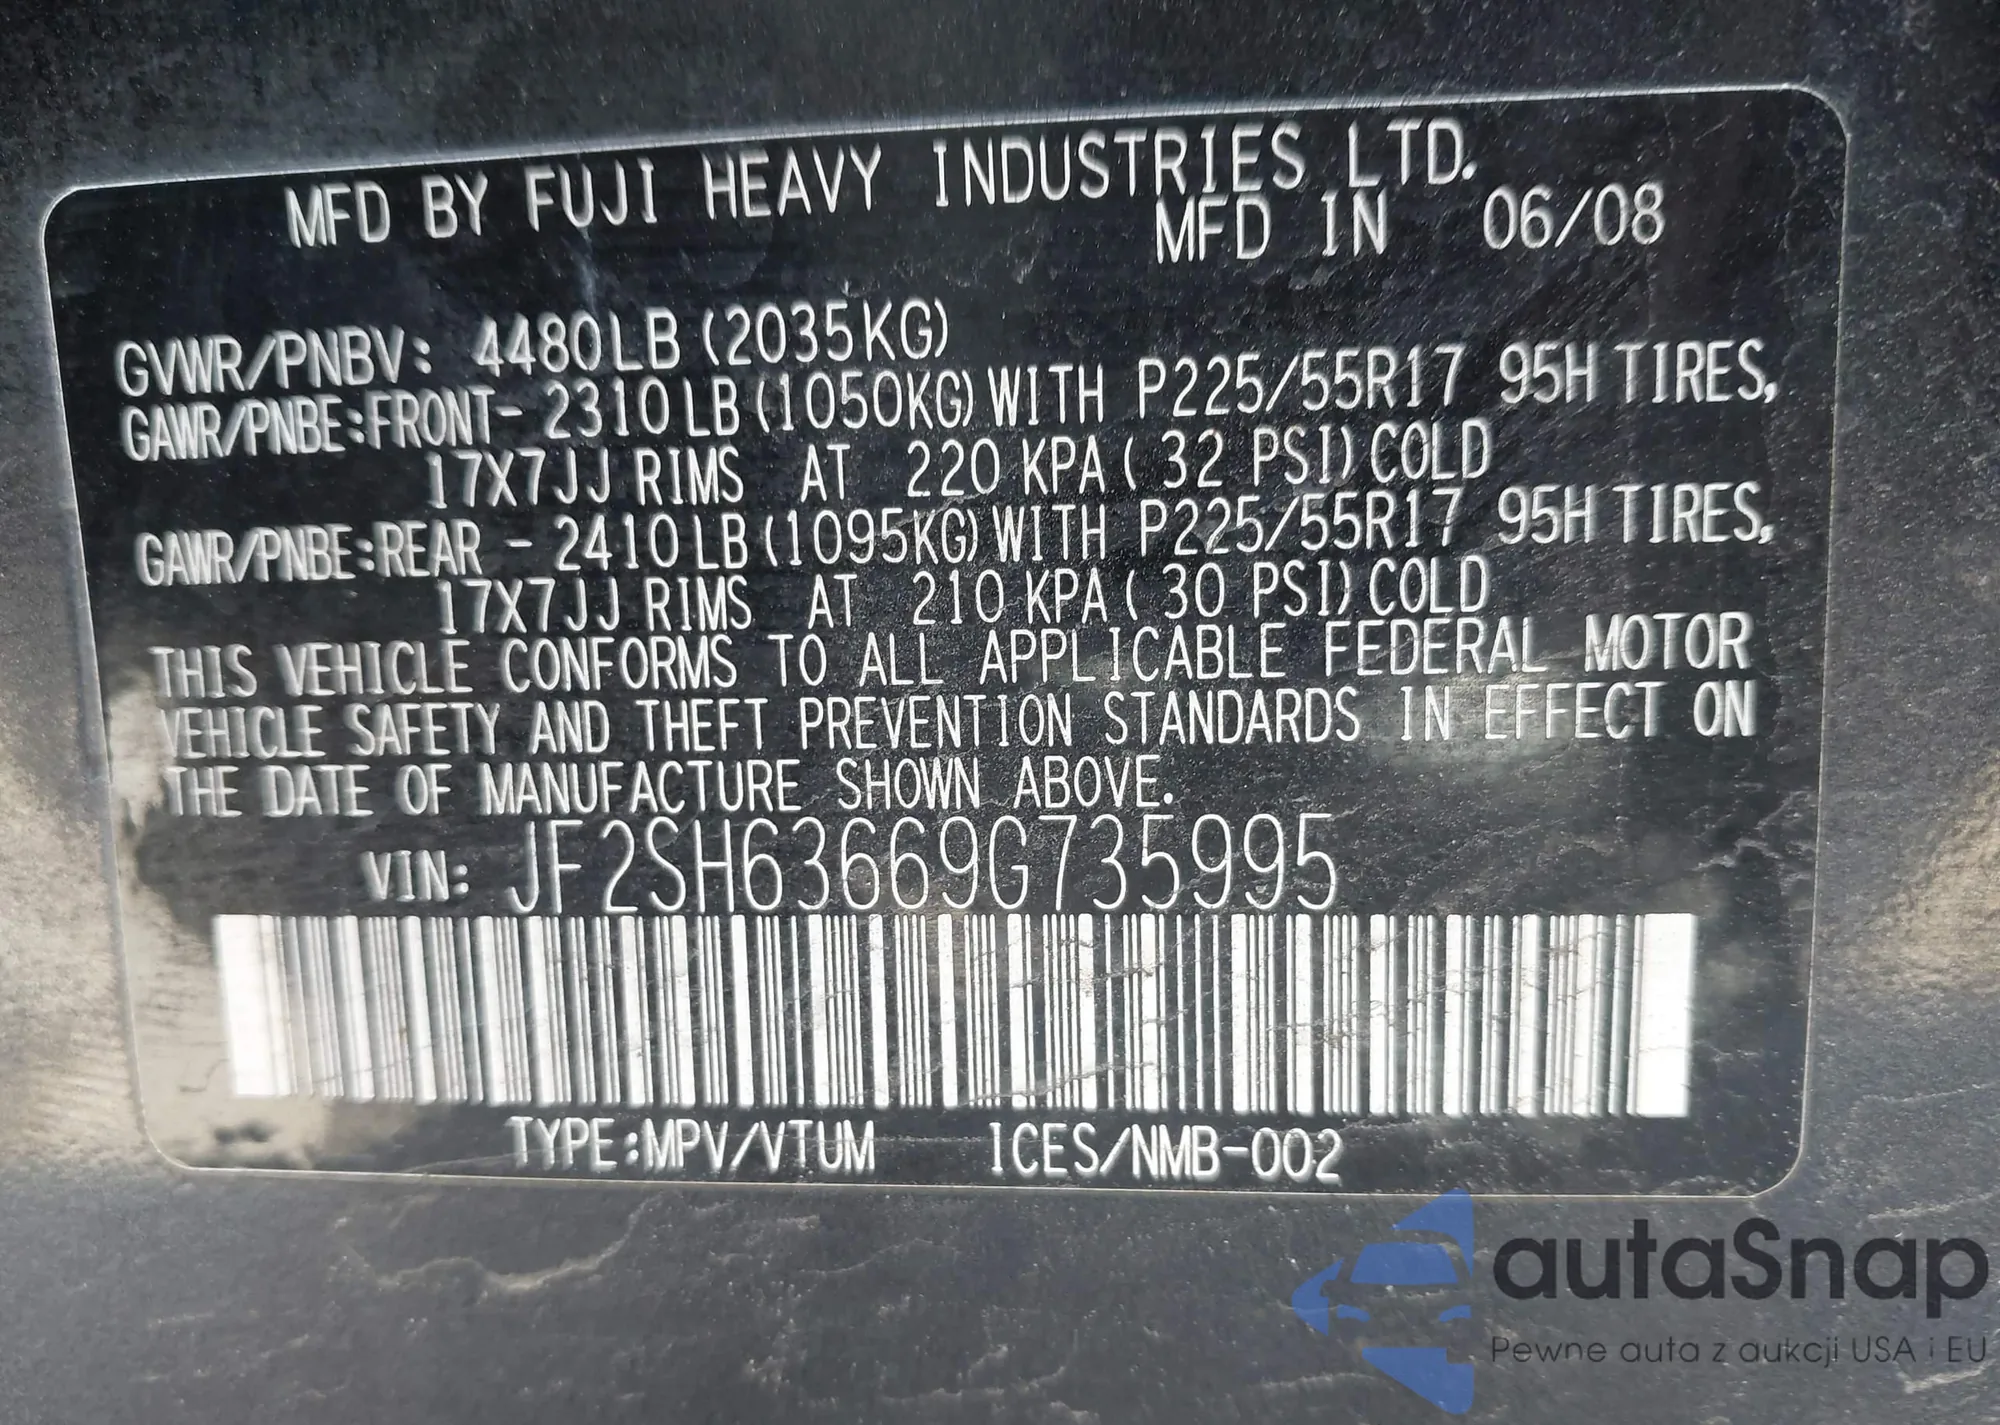 MFD BY FUJI HEAVY INDUSTRIES LTD.
MFD IN 06/08
GVWR/PNBV: 4480LB (2035KG)
GAWR/PNBE:FRONT- 2310LB (1050KG) WITH P225/55R17 95H TIRES,
17X7JJ RIMS AT 220 KPA ( 32 PSI) COLD
GAWR/PNBE:REAR - 2410LB (1095KG) WITH P225/55R17 95H TIRES,
17X7JJ RIMS AT 210 KPA ( 30 PSI) COLD
THIS VEHICLE CONFORMS TO ALL APPLICABLE FEDERAL MOTOR
VEHICLE SAFETY AND THEFT PREVENTION STANDARDS IN EFFECT ON
THE DATE OF MANUFACTURE SHOWN ABOVE.
VIN: JF2SH63669G735995
TYPE:MPV/VTUM ICES/NMB-002
autaSnap
Pewne auta z aukcji USA i EU